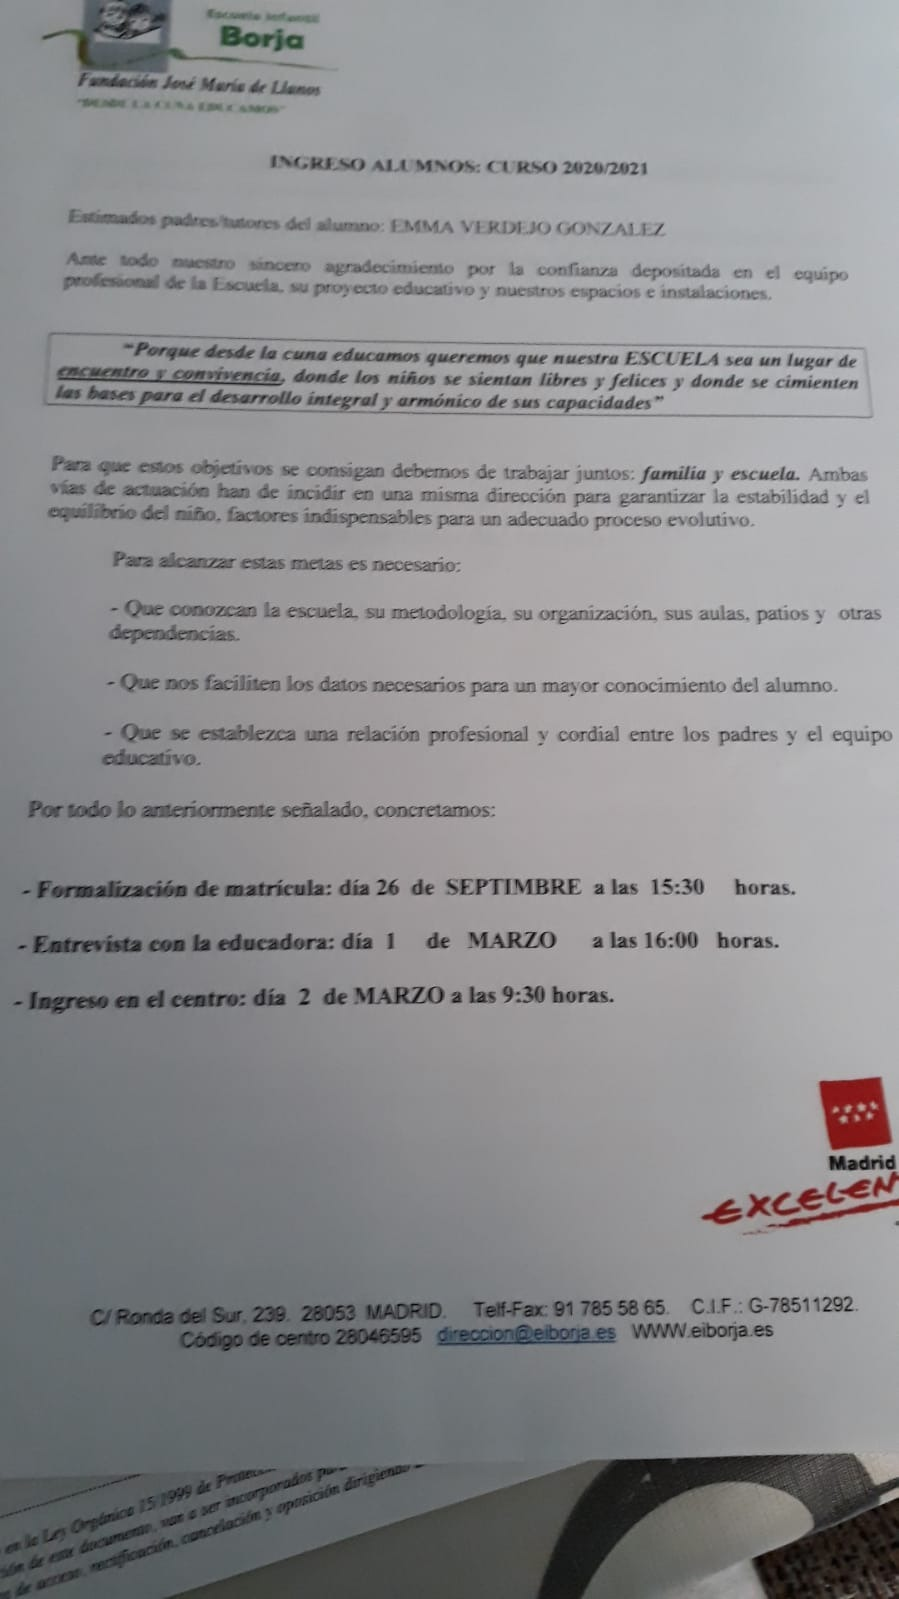 Escuela Infantil
Borja
Fundación José María de Llanos
"DESDE LA CUNA EDUCAMOS"
INGRESO ALUMNOS: CURSO 2020/2021
Estimados padres/tutores del alumno: EMMA VERDEJO GONZALEZ
Ante todo nuestro sincero agradecimiento por la confianza depositada en el equipo
profesional de la Escuela, su proyecto educativo y nuestros espacios e instalaciones.
"Porque desde la cuna educamos queremos que nuestra ESCUELA sea un lugar de
encuentro y convivencia, donde los niños se sientan libres y felices y donde se cimienten
las bases para el desarrollo integral y armónico de sus capacidades"
Para que estos objetivos se consigan debemos de trabajar juntos: familia y escuela. Ambas
vías de actuación han de incidir en una misma dirección para garantizar la estabilidad y el
equilibrio del niño, factores indispensables para un adecuado proceso evolutivo.
Para alcanzar estas metas es necesario:
- Que conozcan la escuela, su metodología, su organización, sus aulas, patios y otras
dependencias.
- Que nos faciliten los datos necesarios para un mayor conocimiento del alumno.
- Que se establezca una relación profesional y cordial entre los padres y el equipo
educativo.
Por todo lo anteriormente señalado, concretamos:
- Formalización de matrícula: día 26 de SEPTIMBRE a las 15:30 horas.
- Entrevista con la educadora: día 1 de MARZO a las 16:00 horas.
- Ingreso en el centro: día 2 de MARZO a las 9:30 horas.
Madrid
EXCELEN
C/ Ronda del Sur, 239. 28053 MADRID. Telf-Fax: 91 785 58 65. C.I.F.: G-78511292.
Código de centro 28046595 direccion@eiborja.es WWW.eiborja.es
en la Ley Orgánica 15/1999 de
de este documento, van a ser incorporados
de acceso, rectificación, cancelación y oposición dirigiendo